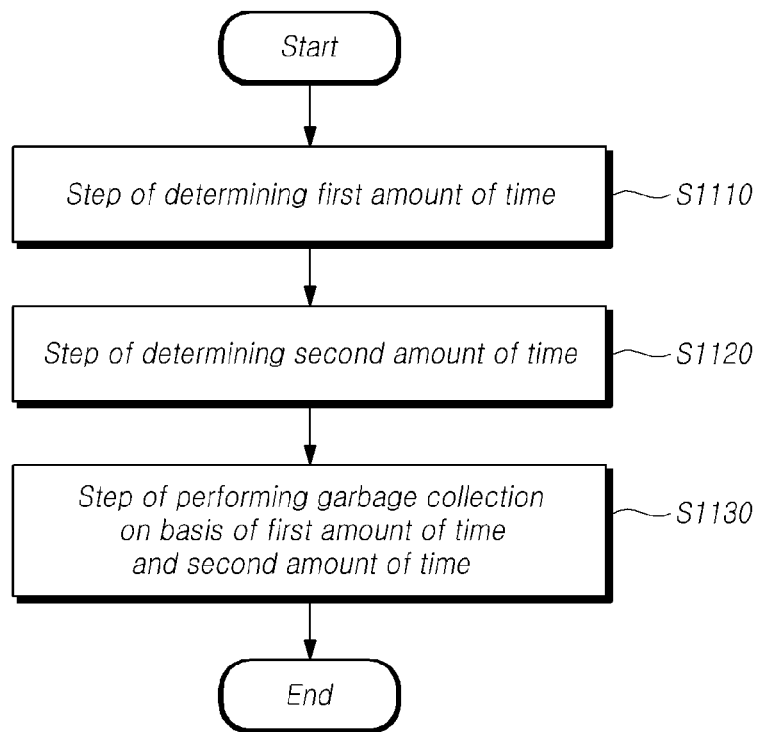 Start
Step of determining first amount of time
S1110
Step of determining second amount of time
S1120
Step of performing garbage collection
on basis of first amount of time
and second amount of time
S1130
End